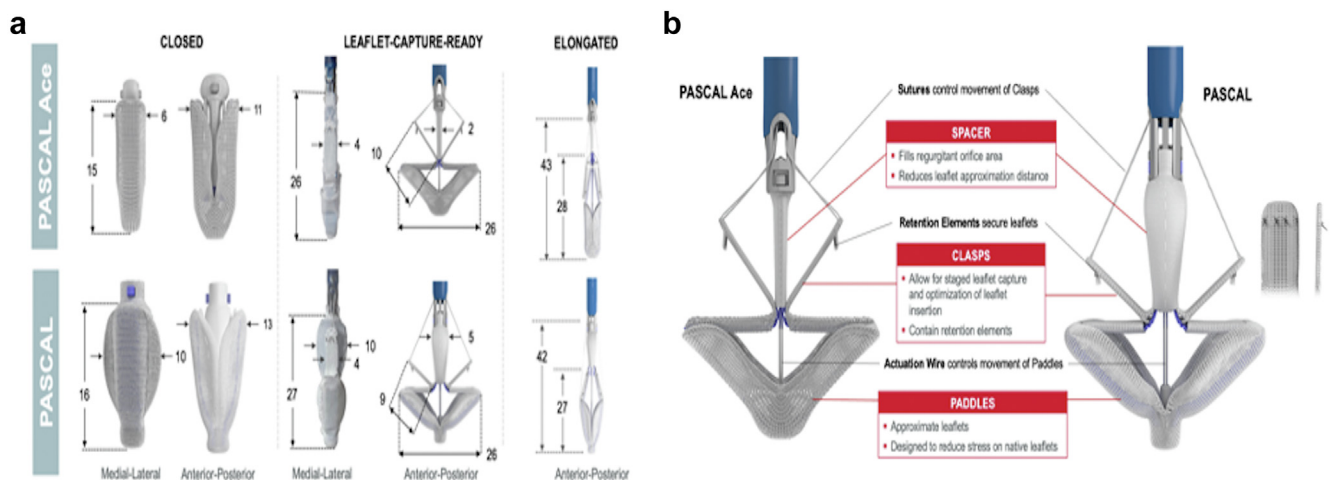 a
CLOSED
LEAFLET-CAPTURE-READY
ELONGATED
PASCAL Ace
6
11
15
4
2
10
26
26
43
28
PASCAL
13
10
16
10
4
5
9
27
26
42
27
Medial-Lateral
Anterior-Posterior
Medial-Lateral
Anterior-Posterior
Anterior-Posterior
b
PASCAL Ace
Sutures control movement of Clasps
PASCAL
SPACER
• Fills regurgitant orifice area
• Reduces leaflet approximation distance
Retention Elements secure leaflets
CLASPS
• Allow for staged leaflet capture
and optimization of leaflet
insertion
• Contain retention elements
Actuation Wire controls movement of Paddles
PADDLES
• Approximate leaflets
• Designed to reduce stress on native leaflets